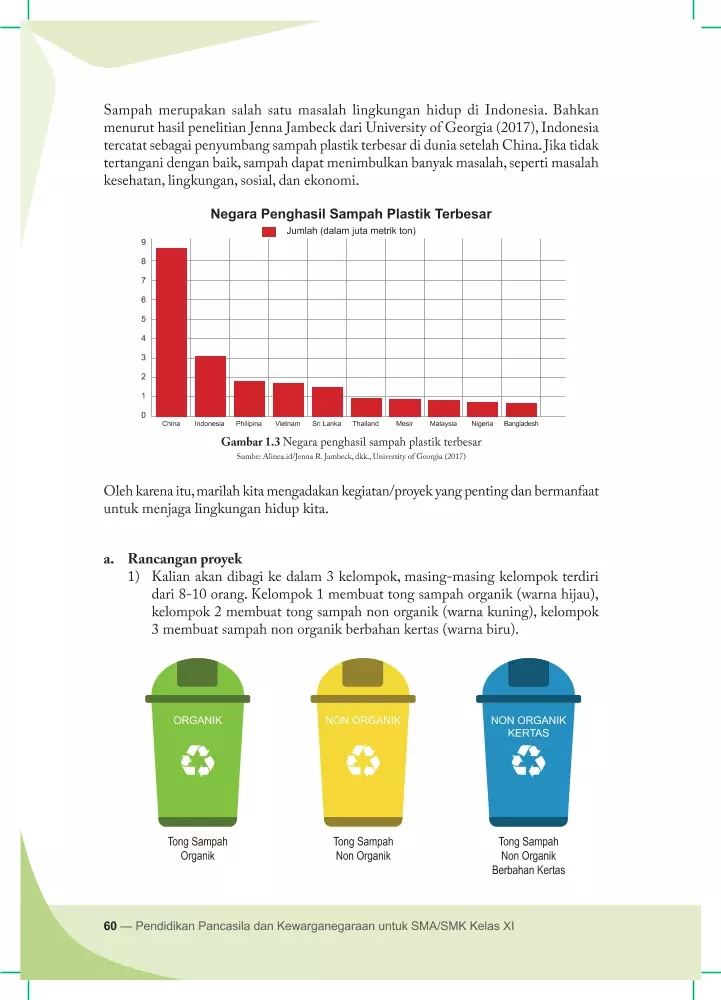 Sampah merupakan salah satu masalah lingkungan hidup di Indonesia. Bahkan
menurut hasil penelitian Jenna Jambeck dari University of Georgia (2017), Indonesia
tercatat sebagai penyumbang sampah plastik terbesar di dunia setelah China. Jika tidak
tertangani dengan baik, sampah dapat menimbulkan banyak masalah, seperti masalah
kesehatan, lingkungan, sosial, dan ekonomi.
Negara Penghasil Sampah Plastik Terbesar
Jumlah (dalam juta metrik ton)
9
8
7
6
5
4
3
2
1
0
China Indonesia Philipina Vietnam Sri Lanka Thailand Mesir Malaysia Nigeria Bangladesh
Gambar 1.3 Negara penghasil sampah plastik terbesar
Sumbe: Alinea.id/Jenna R. Jambeck, dkk., University of Georgia (2017)
Oleh karena itu, marilah kita mengadakan kegiatan/proyek yang penting dan bermanfaat
untuk menjaga lingkungan hidup kita.
a. Rancangan proyek
1) Kalian akan dibagi ke dalam 3 kelompok, masing-masing kelompok terdiri
dari 8-10 orang. Kelompok 1 membuat tong sampah organik (warna hijau),
kelompok 2 membuat tong sampah non organik (warna kuning), kelompok
3 membuat sampah non organik berbahan kertas (warna biru).
ORGANIK NON ORGANIK NON ORGANIK
KERTAS
Tong Sampah Tong Sampah Tong Sampah
Organik Non Organik Non Organik
Berbahan Kertas
60 — Pendidikan Pancasila dan Kewarganegaraan untuk SMA/SMK Kelas XI